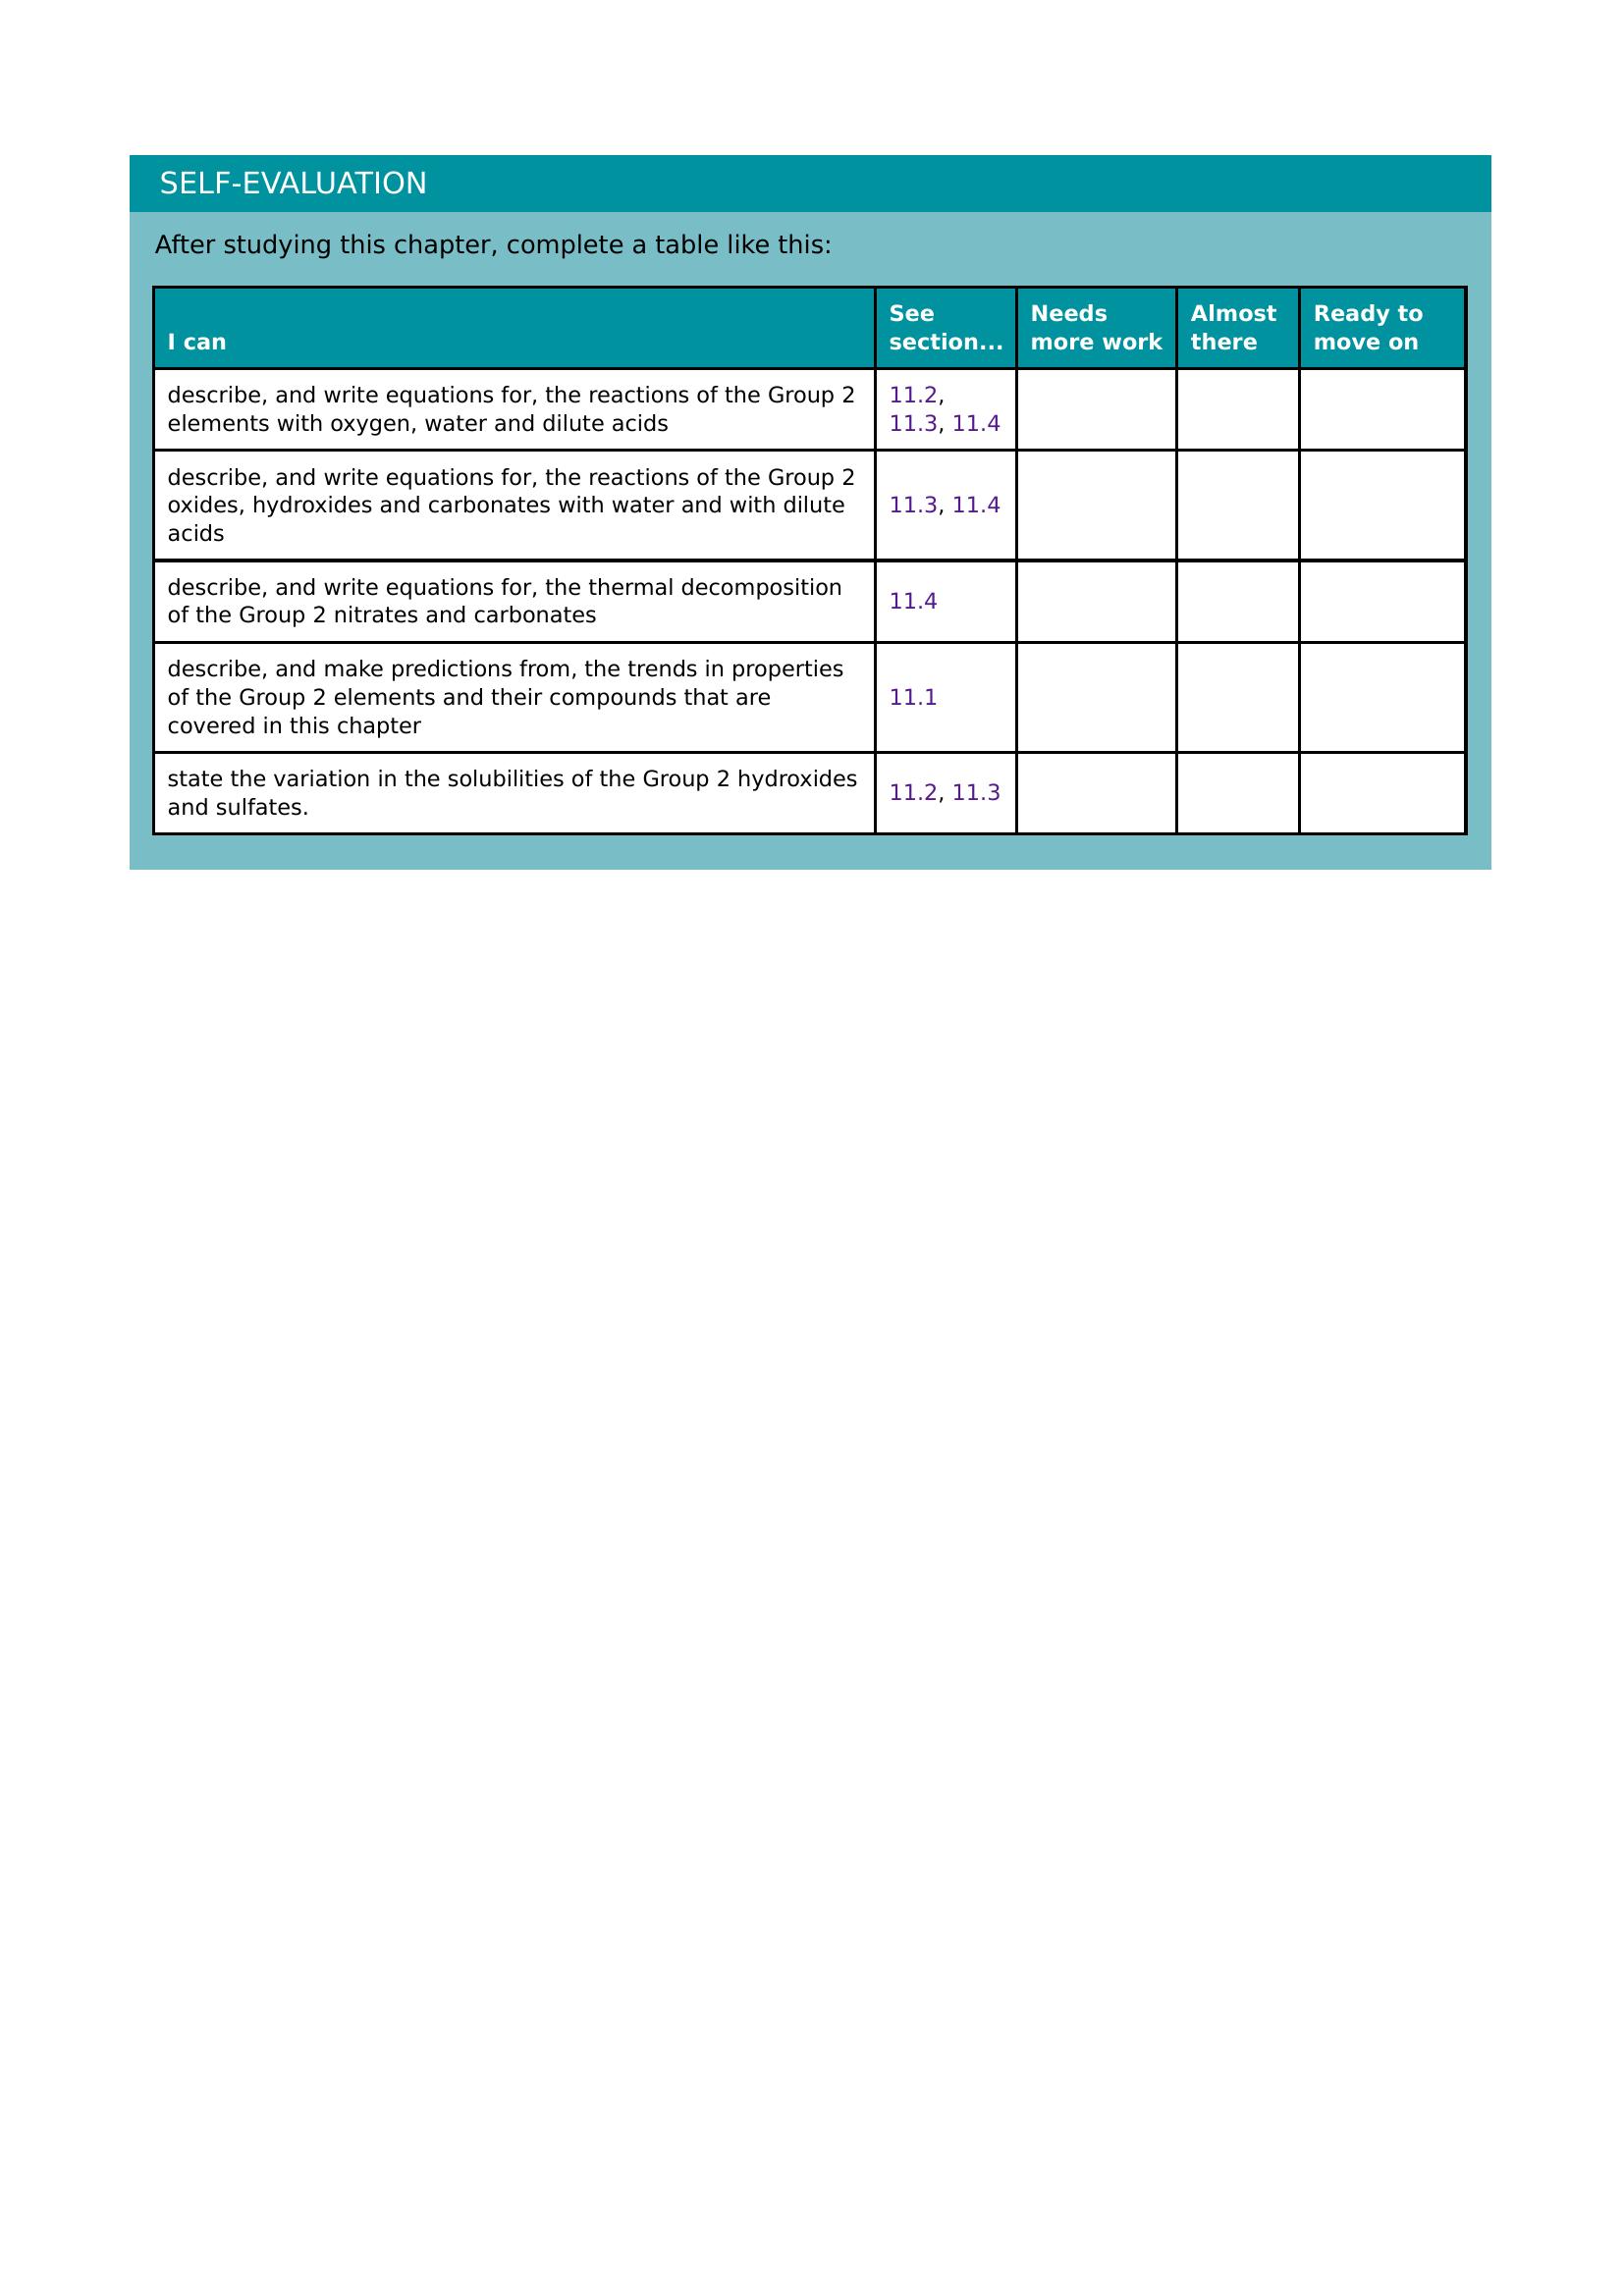 SELF-EVALUATION
After studying this chapter, complete a table like this:
I can
See
section...
Needs
more work
Almost
there
Ready to
move on
describe, and write equations for, the reactions of the Group 2
elements with oxygen, water and dilute acids
11.2,
11.3, 11.4
describe, and write equations for, the reactions of the Group 2
oxides, hydroxides and carbonates with water and with dilute
acids
11.3, 11.4
describe, and write equations for, the thermal decomposition
of the Group 2 nitrates and carbonates
11.4
describe, and make predictions from, the trends in properties
of the Group 2 elements and their compounds that are
covered in this chapter
11.1
state the variation in the solubilities of the Group 2 hydroxides
and sulfates.
11.2, 11.3